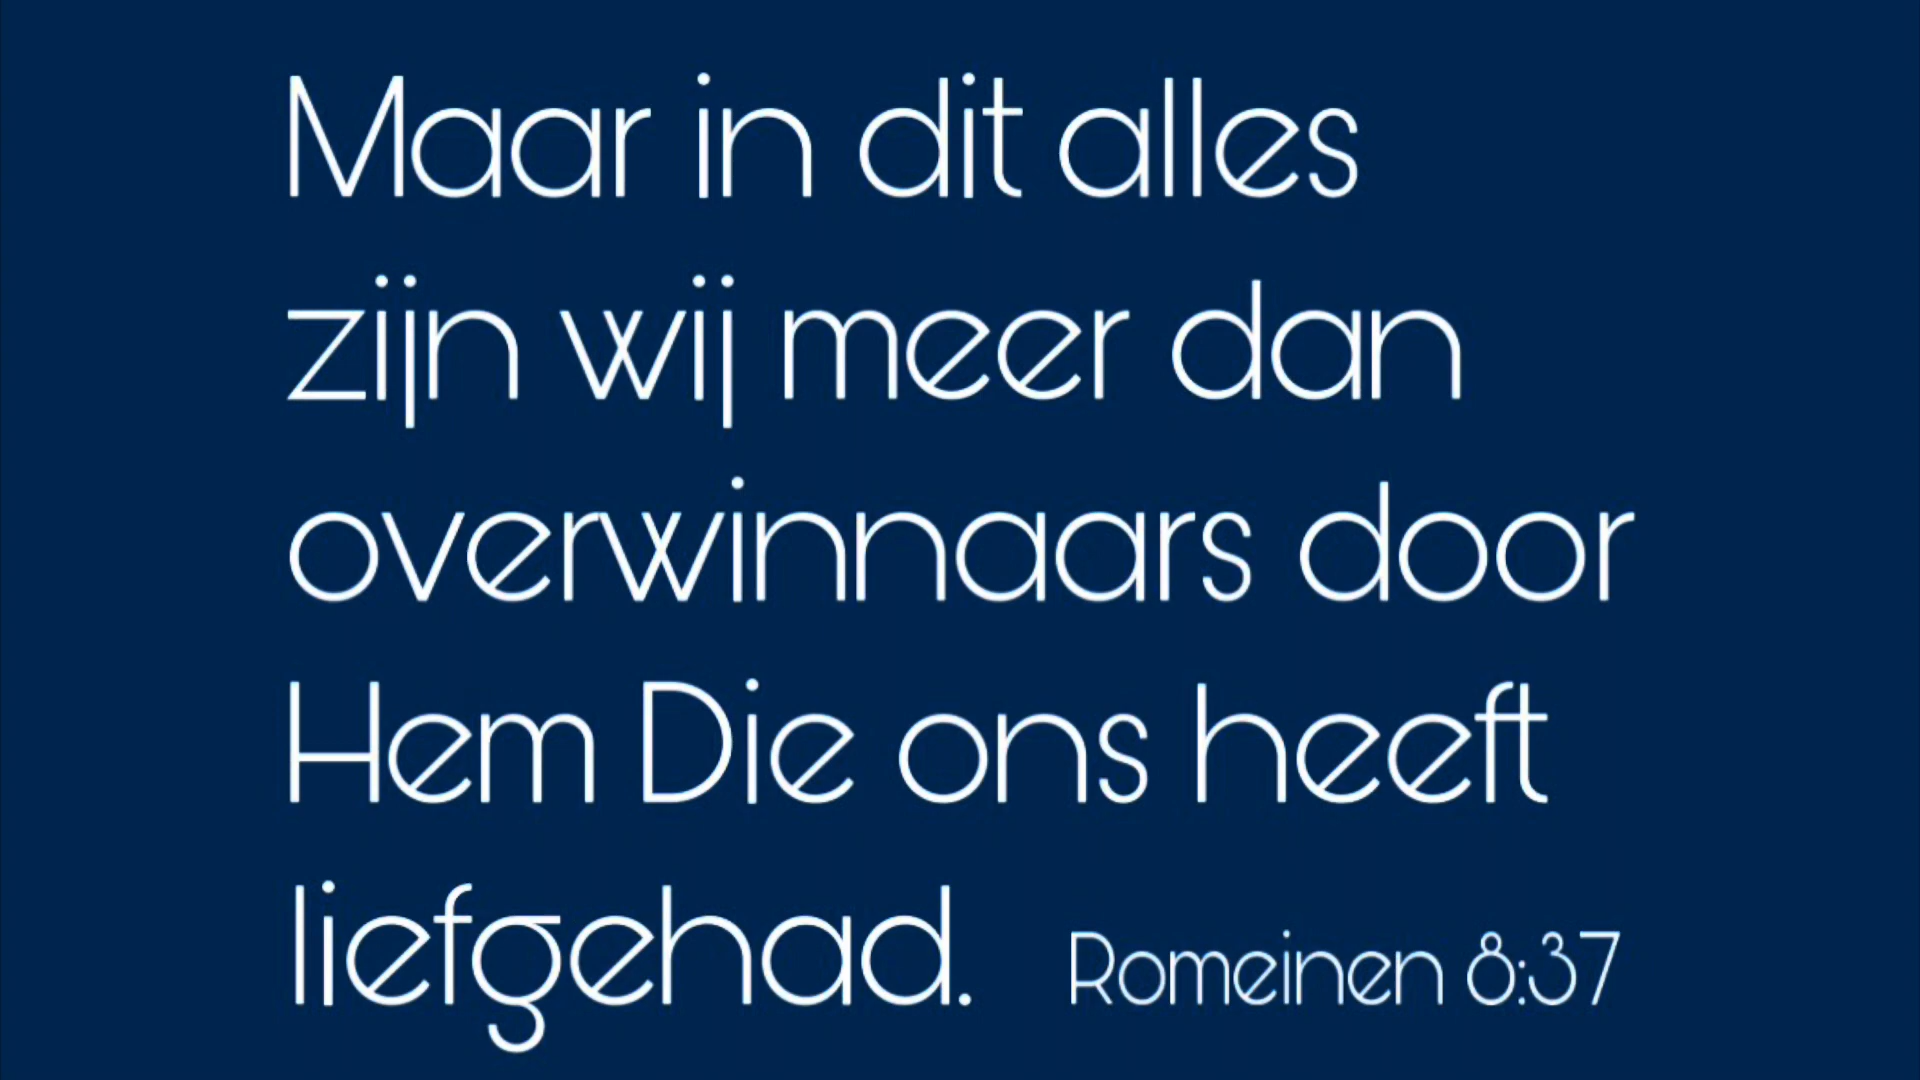 Maar in dit alles
zijn wij meer dan
overwinnaars door
Hem Die ons heeft
liefgehad. Romeinen 8:37